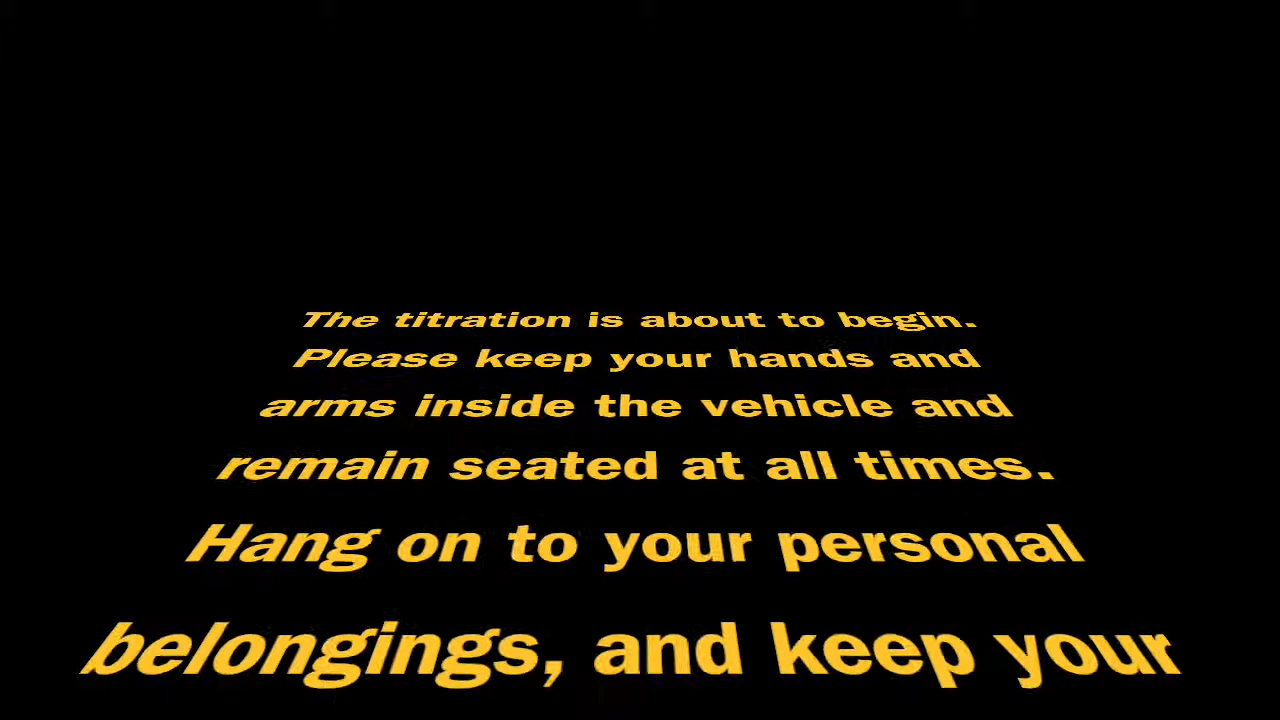 The titration is about to begin.
Please keep your hands and
arms inside the vehicle and
remain seated at all times.
Hang on to your personal
belongings, and keep your